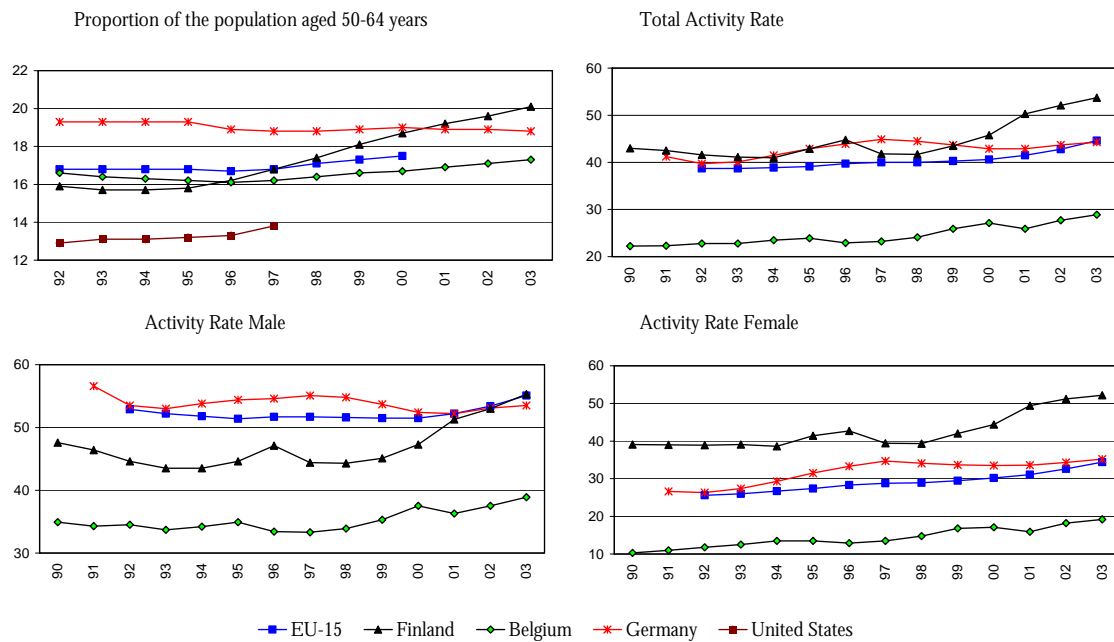 Proportion of the population aged 50-64 years
22
20
18
16
14
12
92 93 94 95 96 97 98 99 00 01 02 03
Total Activity Rate
60
50
40
30
20
90 91 92 93 94 95 96 97 98 99 00 01 02 03
Activity Rate Male
60
50
40
30
90 91 92 93 94 95 96 97 98 99 00 01 02 03
Activity Rate Female
60
50
40
30
20
10
90 91 92 93 94 95 96 97 98 99 00 01 02 03
EU-15 Finland Belgium Germany United States